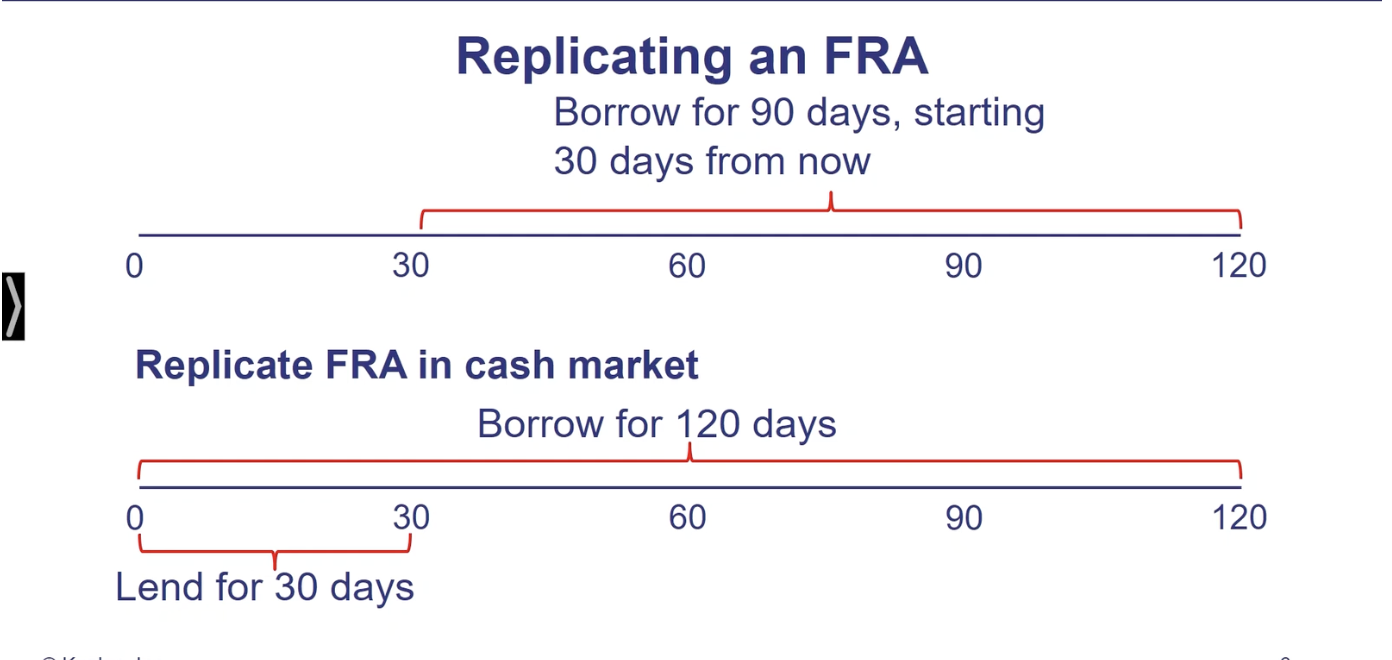 Replicating an FRA
Borrow for 90 days, starting
30 days from now
0 30 60 90 120
Replicate FRA in cash market
Borrow for 120 days
0 30 60 90 120
Lend for 30 days